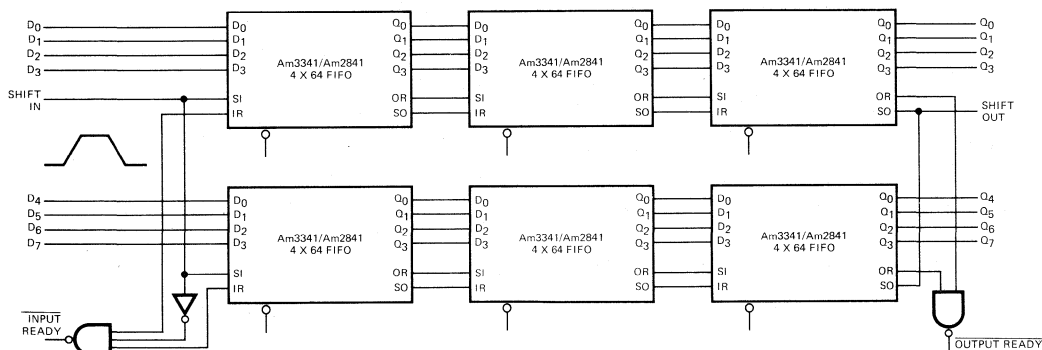 D0
D1
D2
D3
SHIFT IN
D0
D1
D2
D3
SI
IR
Am3341/Am2841
4 X 64 FIFO
Q0
Q1
Q2
Q3
OR
SO
D0
D1
D2
D3
SI
IR
Am3341/Am2841
4 X 64 FIFO
Q0
Q1
Q2
Q3
OR
SO
D0
D1
D2
D3
SI
IR
Am3341/Am2841
4 X 64 FIFO
Q0
Q1
Q2
Q3
OR
SO
Q0
Q1
Q2
Q3
SHIFT
OUT
D4
D5
D6
D7
D0
D1
D2
D3
SI
IR
Am3341/Am2841
4 X 64 FIFO
Q0
Q1
Q2
Q3
OR
SO
D0
D1
D2
D3
SI
IR
Am3341/Am2841
4 X 64 FIFO
Q0
Q1
Q2
Q3
OR
SO
D0
D1
D2
D3
SI
IR
Am3341/Am2841
4 X 64 FIFO
Q0
Q1
Q2
Q3
OR
SO
Q4
Q5
Q6
Q7
INPUT
READY
OUTPUT READY